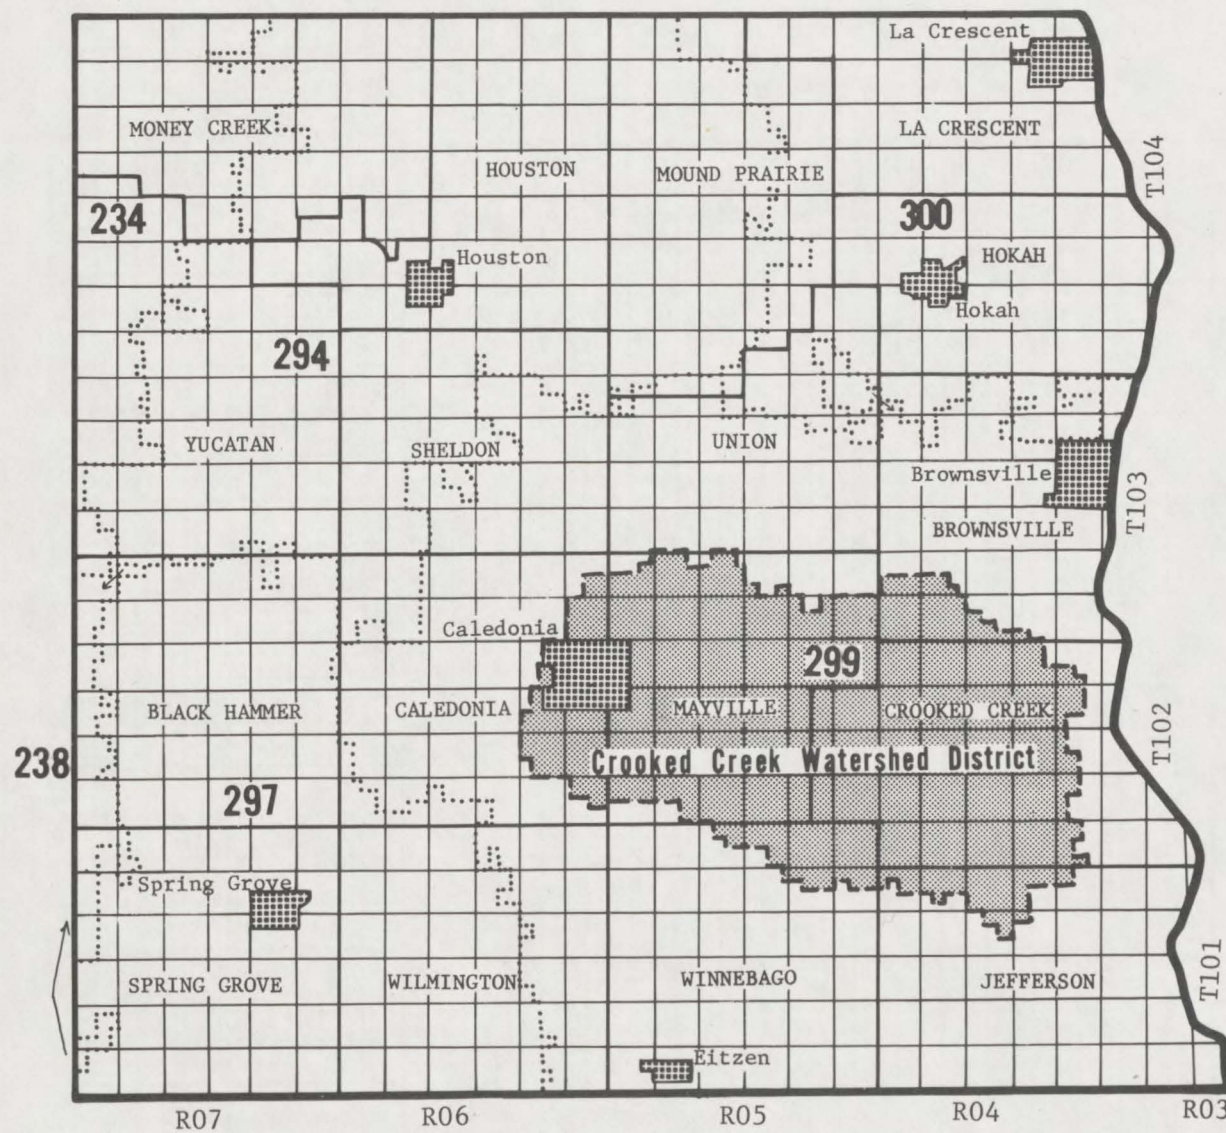 La Crescent
MONEY CREEK
LA CRESCENT
HOUSTON
MOUND PRAIRIE
T104
234
300
Houston
HOKAH
Hokah
294
YUCATAN
SHELDON
UNION
Brownsville
T103
BROWNSVILLE
Caledonia
299
BLACK HAMMER
CALEDONIA
MAYVILLE
CROOKED CREEK
T102
238
Crooked Creek Watershed District
297
Spring Grove
T101
SPRING GROVE
WILMINGTON
WINNEBAGO
JEFFERSON
Eitzen
R07
R06
R05
R04
R03